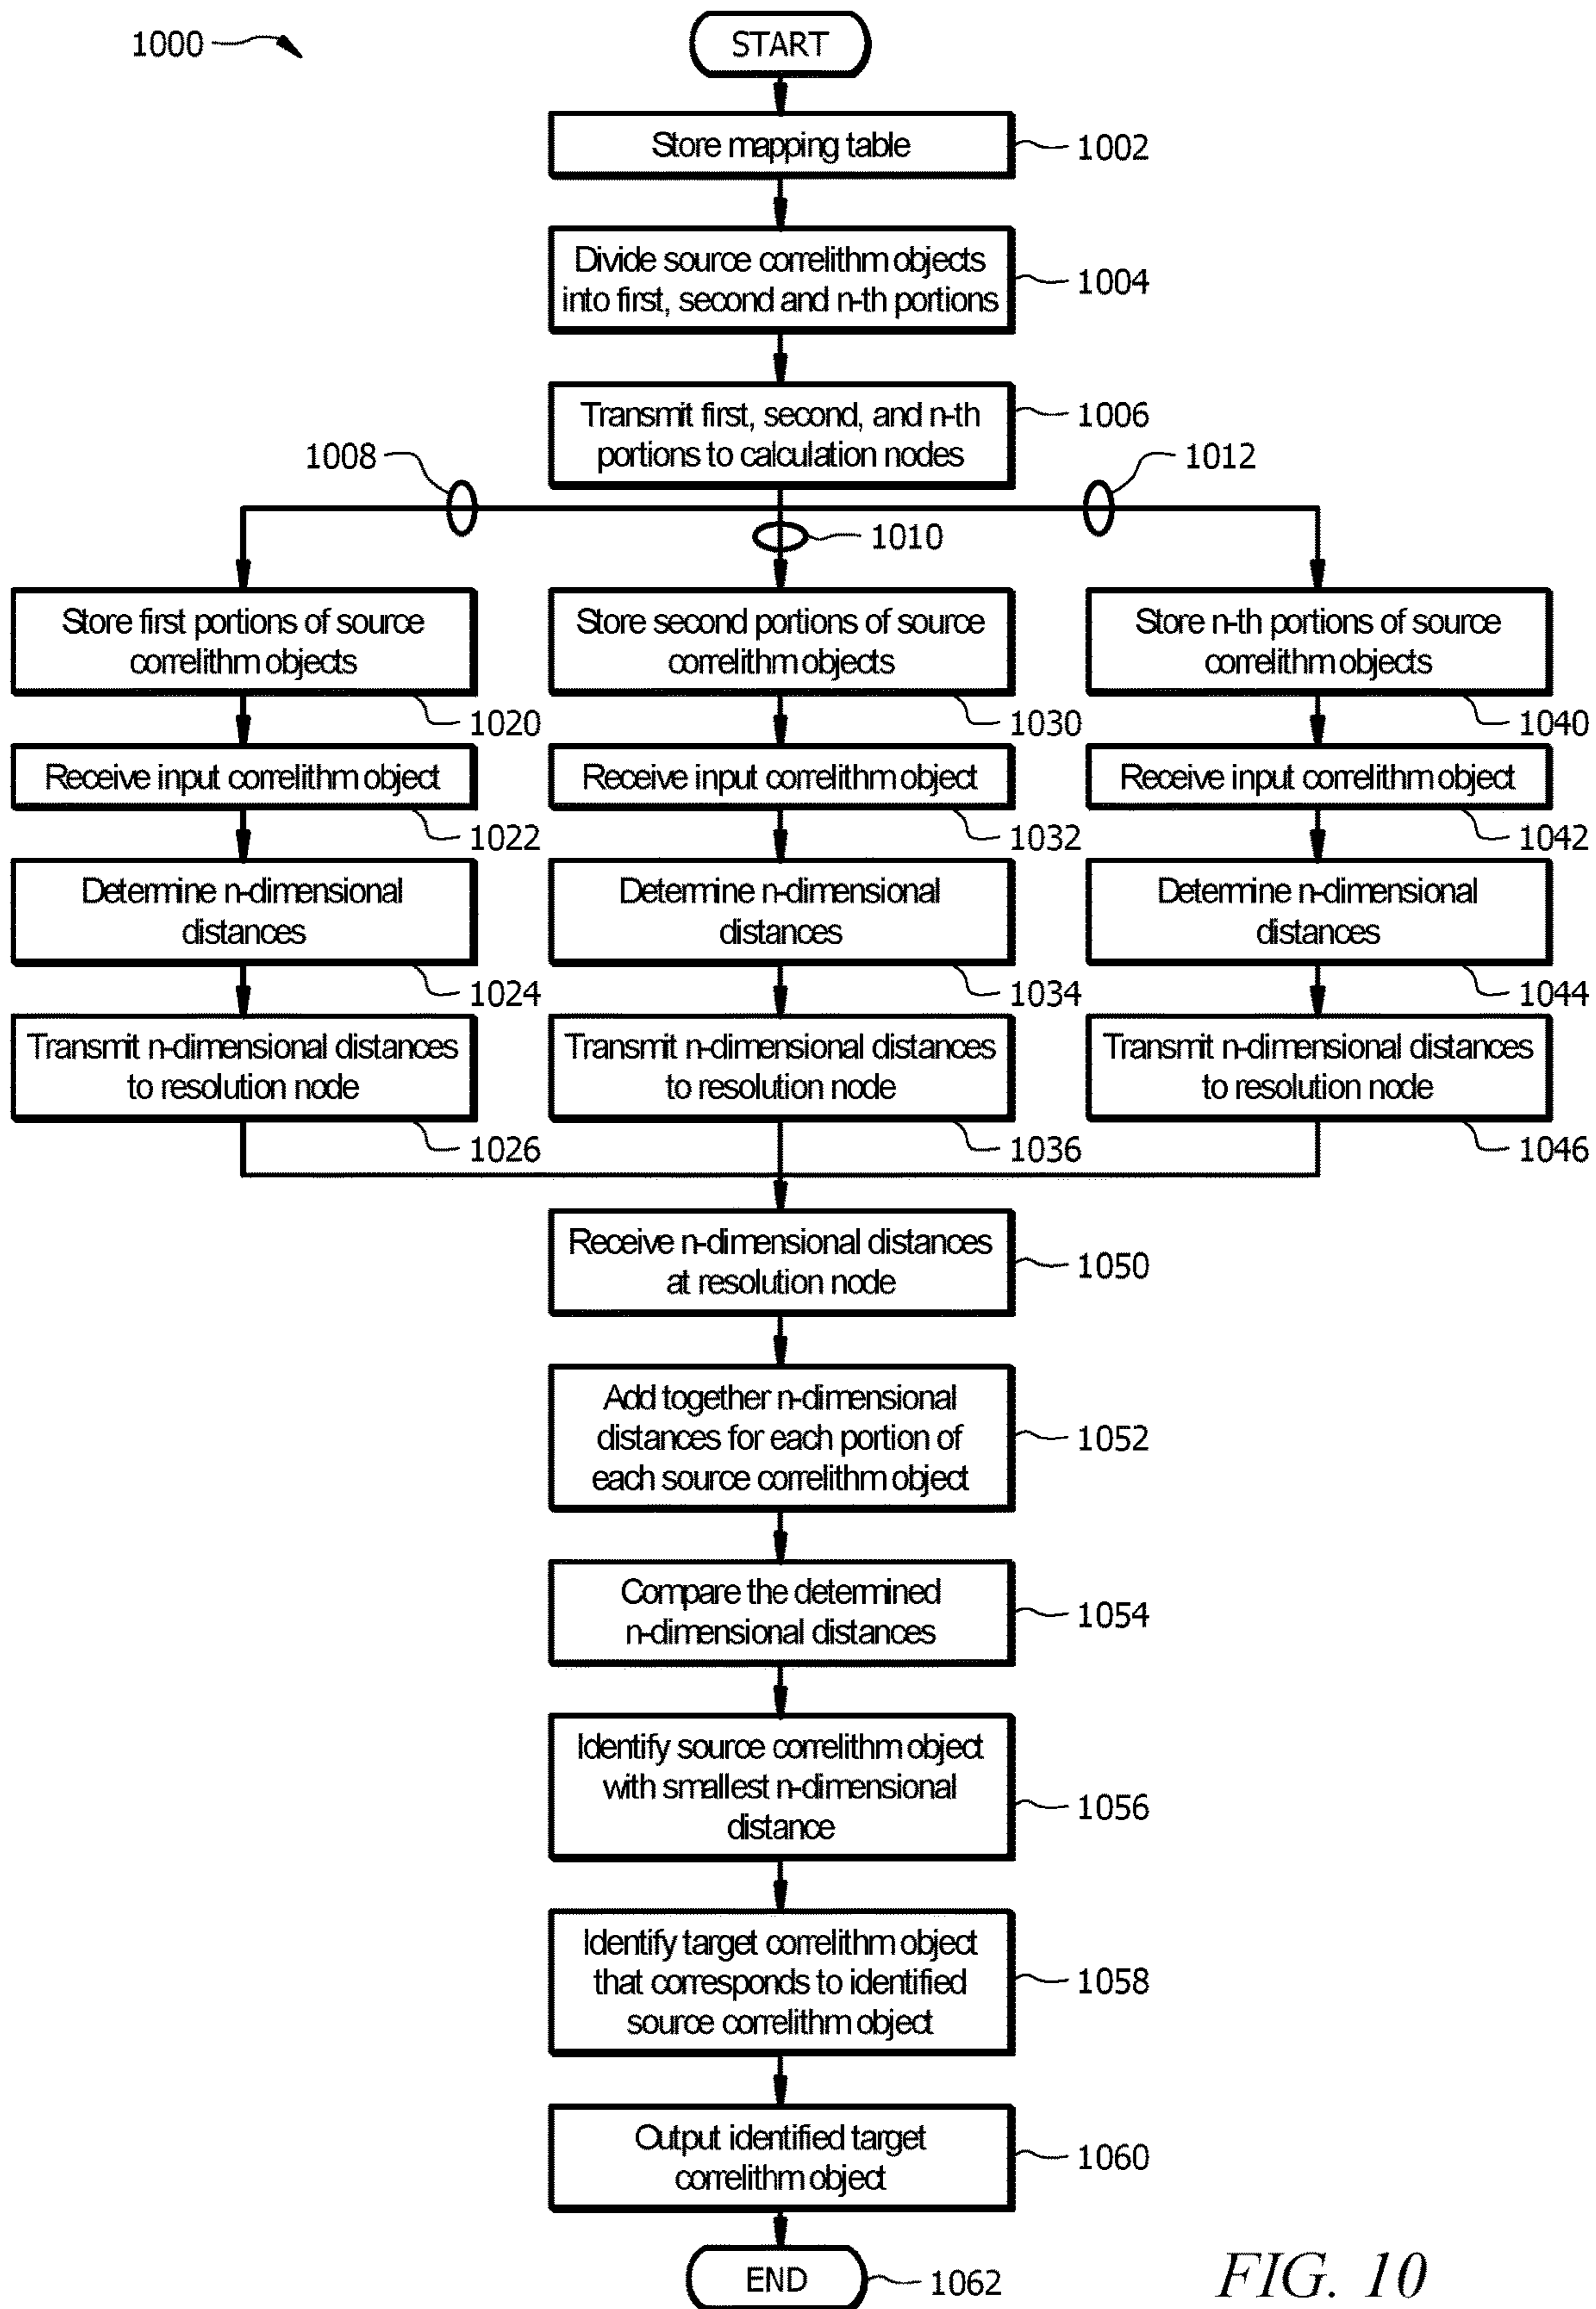 1000
START
Store mapping table
1002
Divide source correlithm objects
into first, second and n-th portions
1004
Transmit first, second, and n-th
portions to calculation nodes
1006
1008
1010
1012
Store first portions of source
correlithm objects
1020
Store second portions of source
correlithm objects
1030
Store n-th portions of source
correlithm objects
1040
Receive input correlithm object
1022
Receive input correlithm object
1032
Receive input correlithm object
1042
Determine n-dimensional
distances
1024
Determine n-dimensional
distances
1034
Determine n-dimensional
distances
1044
Transmit n-dimensional distances
to resolution node
1026
Transmit n-dimensional distances
to resolution node
1036
Transmit n-dimensional distances
to resolution node
1046
Receive n-dimensional distances
at resolution node
1050
Add together n-dimensional
distances for each portion of
each source correlithm object
1052
Compare the determined
n-dimensional distances
1054
Identify source correlithm object
with smallest n-dimensional
distance
1056
Identify target correlithm object
that corresponds to identified
source correlithm object
1058
Output identified target
correlithm object
1060
END
1062
FIG. 10